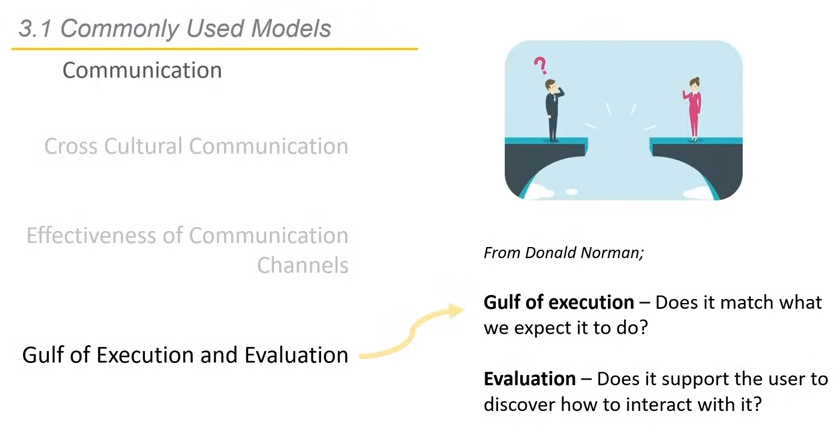 3.1 Commonly Used Models
Communication
Cross Cultural Communication
Effectiveness of Communication
Channels
Gulf of Execution and Evaluation
?
From Donald Norman;
Gulf of execution – Does it match what
we expect it to do?
Evaluation – Does it support the user to
discover how to interact with it?